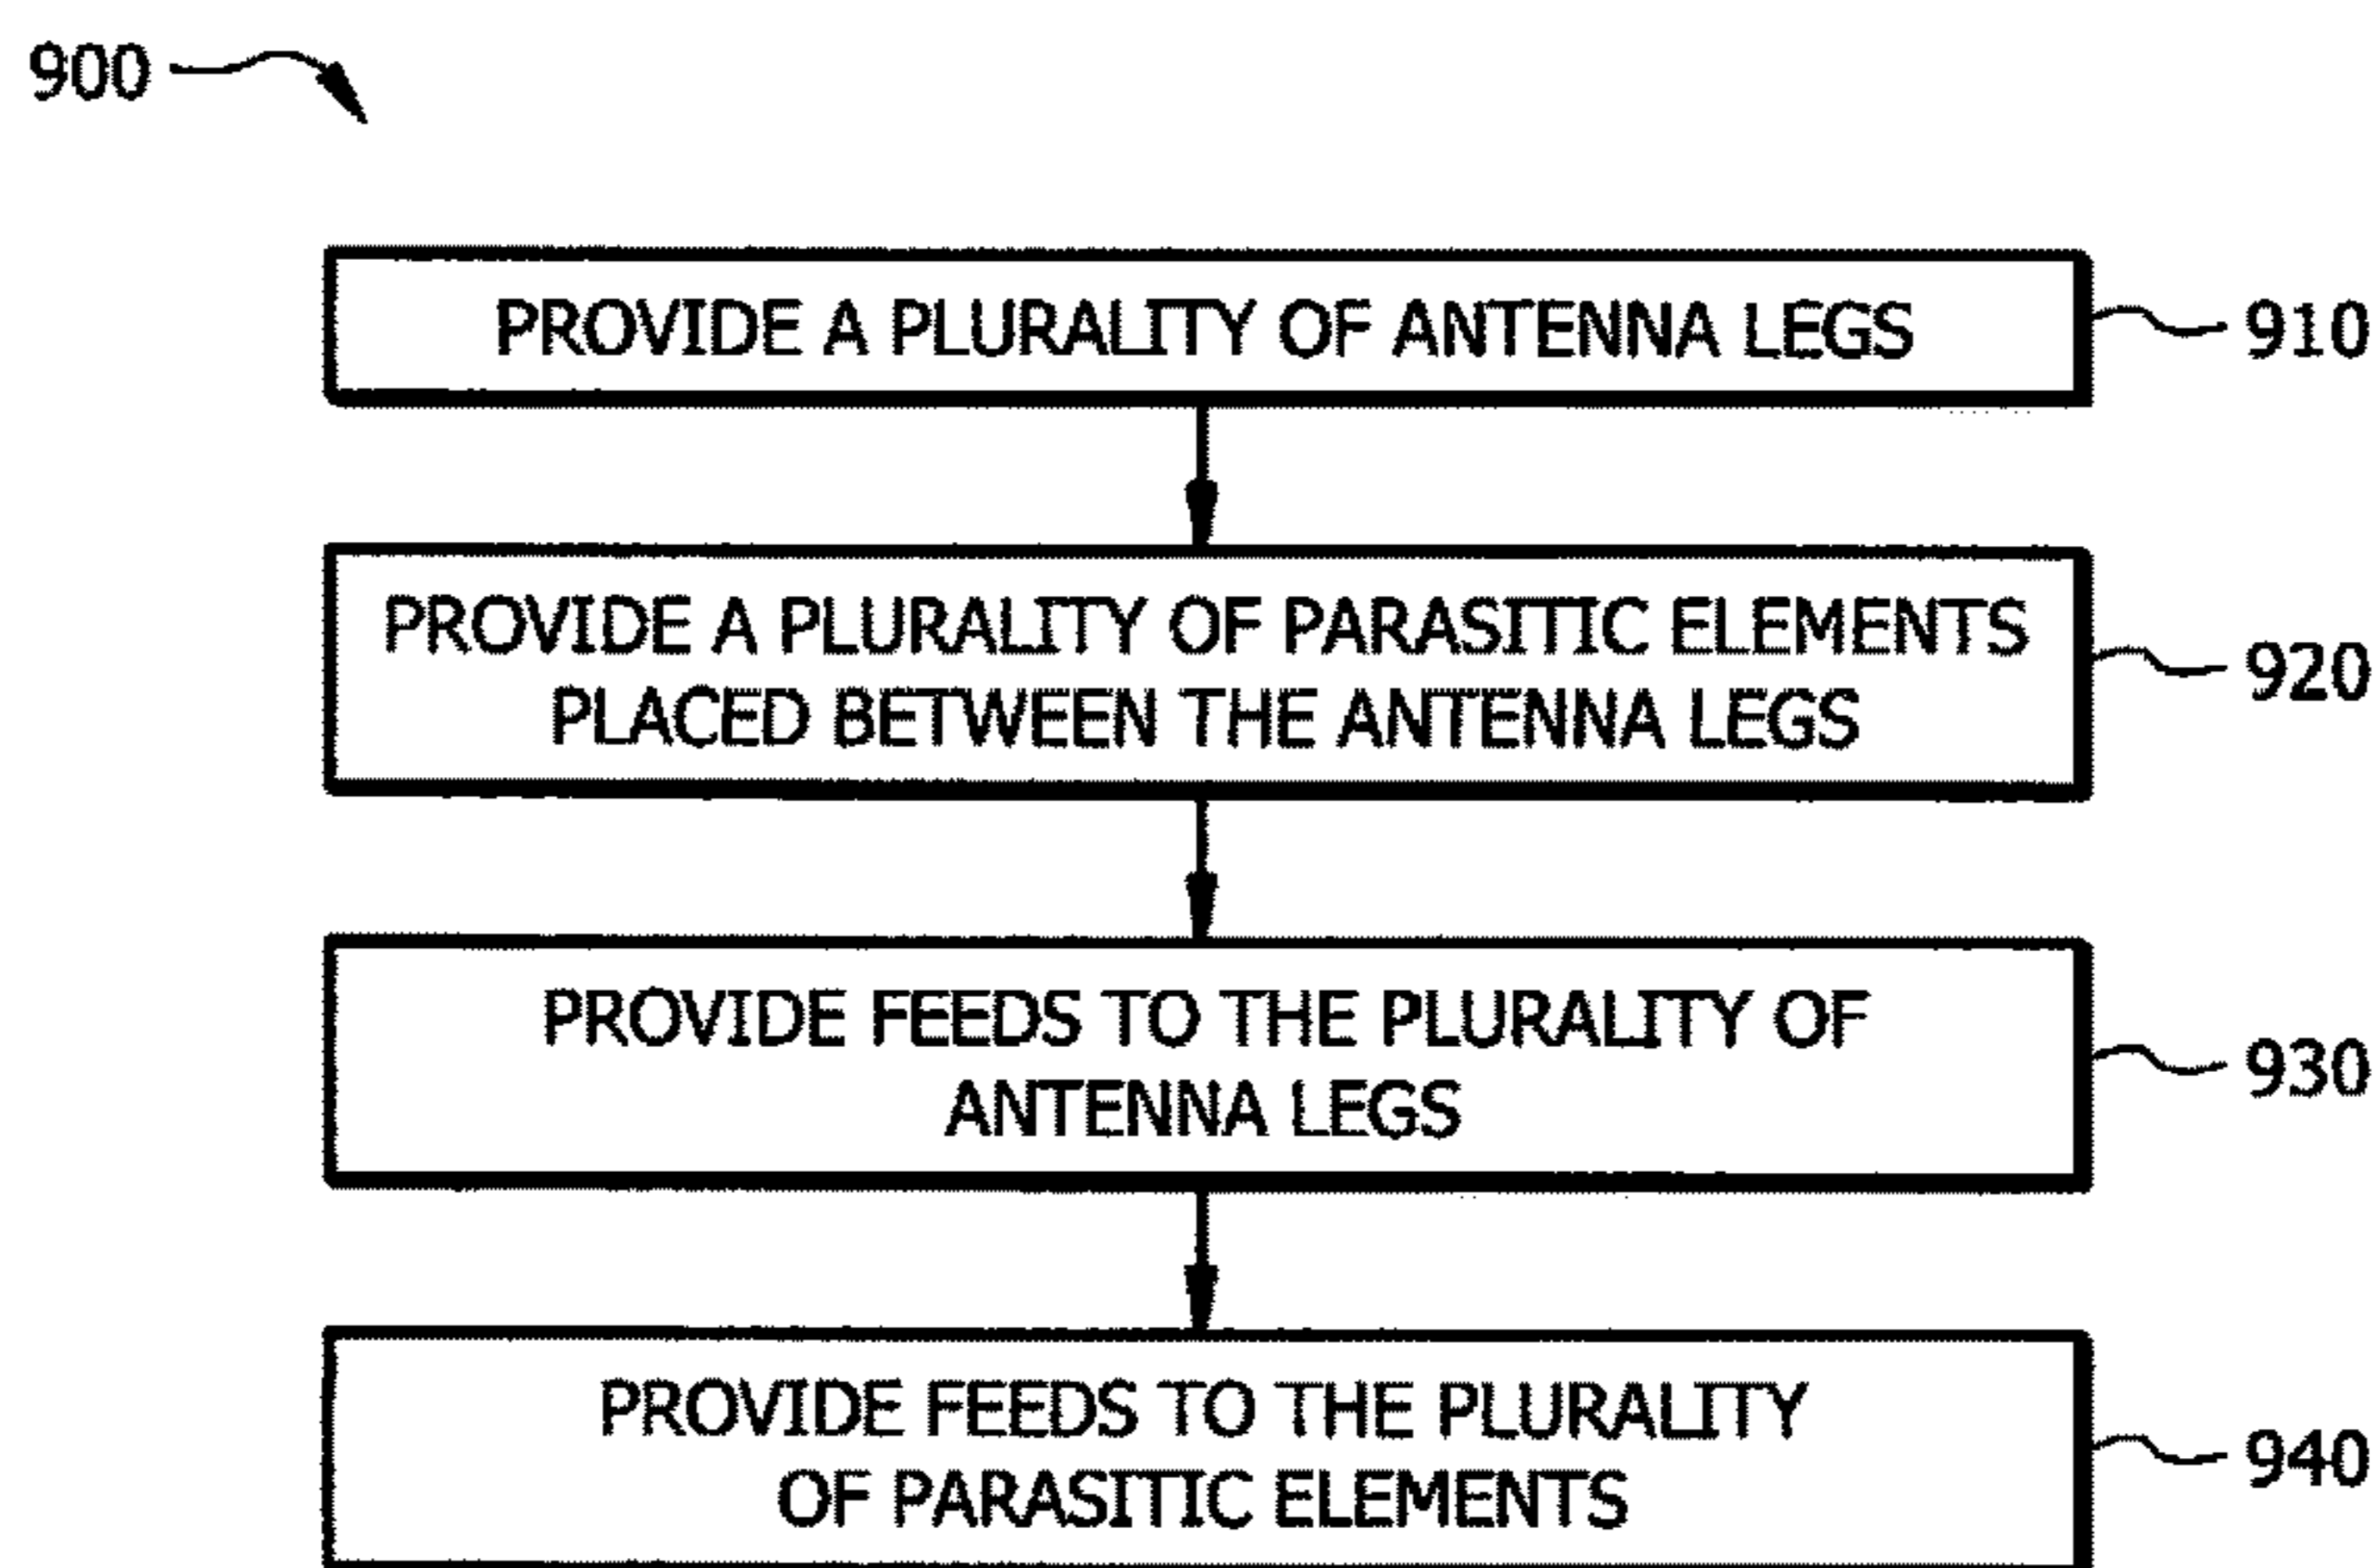 900
PROVIDE A PLURALITY OF ANTENNA LEGS
910
PROVIDE A PLURALITY OF PARASITIC ELEMENTS
PLACED BETWEEN THE ANTENNA LEGS
920
PROVIDE FEEDS TO THE PLURALITY OF
ANTENNA LEGS
930
PROVIDE FEEDS TO THE PLURALITY
OF PARASITIC ELEMENTS
940